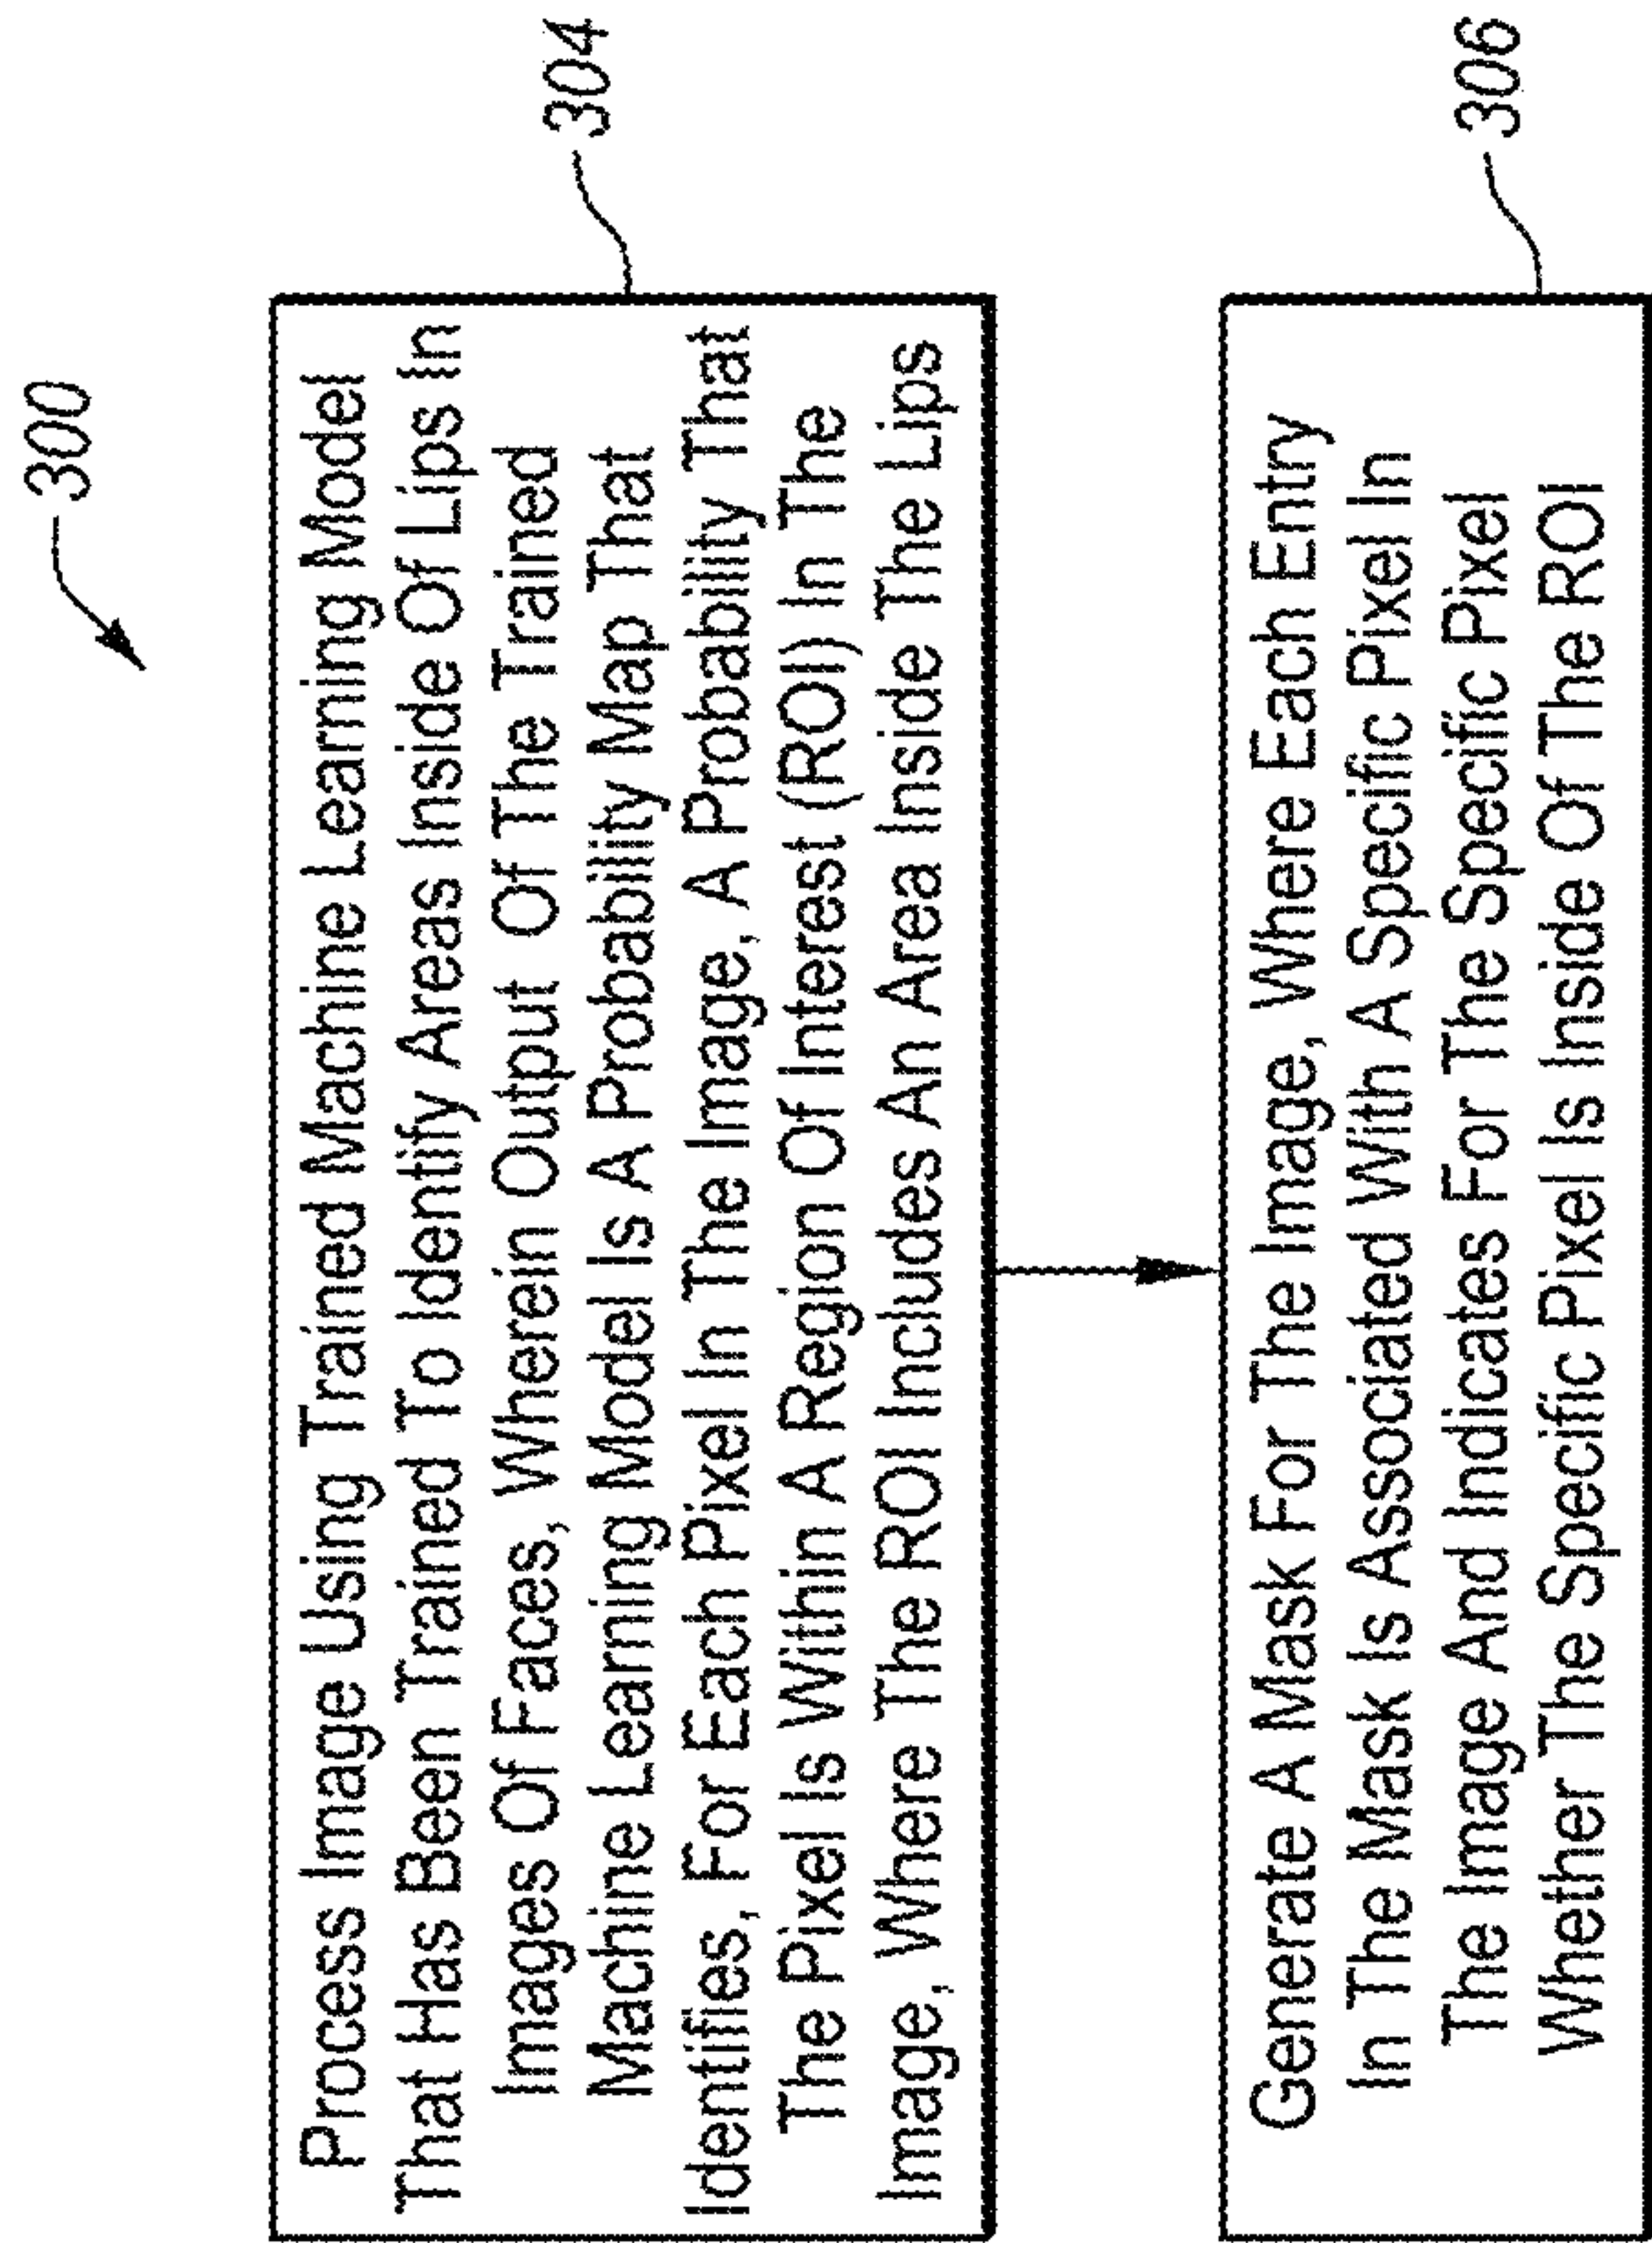 300
Process Image Using Trained Machine Learning Model
That Has Been Trained To Identify Areas Inside Of Lips In
Images Of Faces, Wherein Output Of The Trained
Machine Learning Model Is A Probability Map That
Identifies, For Each Pixel In The Image, A Probability That
The Pixel Is Within A Region Of Interest (ROI) In The
Image, Where The ROI Includes An Area Inside The Lips
304
Generate A Mask For The Image, Where Each Entry
In The Mask Is Associated With A Specific Pixel In
The Image And Indicates For The Specific Pixel
Whether The Specific Pixel Is Inside Of The ROI
306